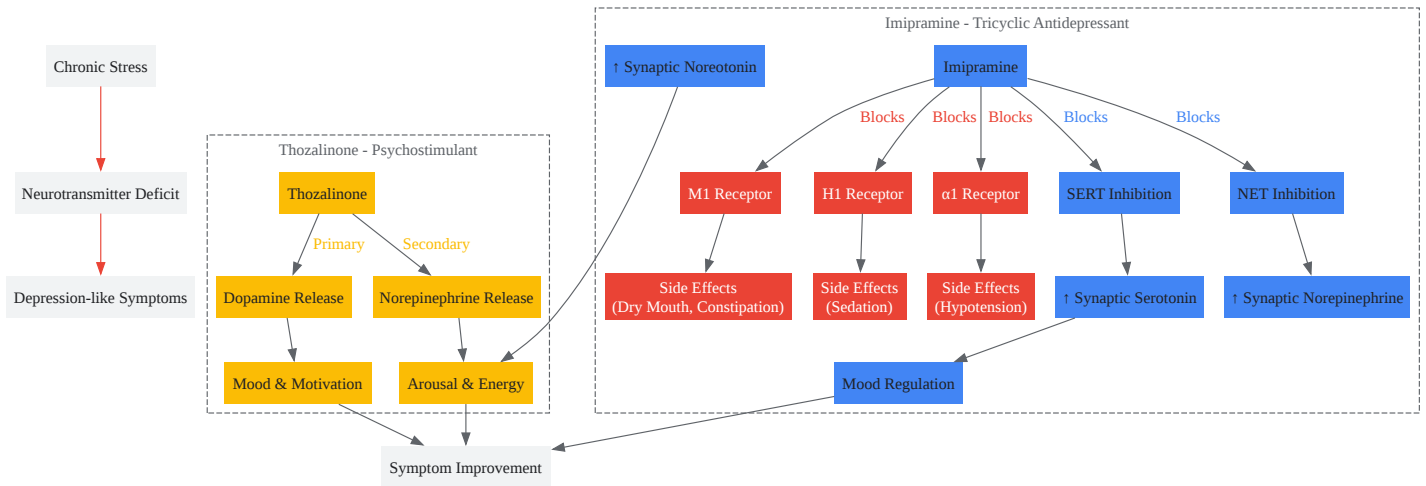 Imipramine - Tricyclic Antidepressant
Chronic Stress
↑ Synaptic Noreotonin
Imipramine
Blocks
Blocks
Blocks
Blocks
Blocks
Thozalinone - Psychostimulant
Neurotransmitter Deficit
Thozalinone
M1 Receptor
H1 Receptor
α1 Receptor
SERT Inhibition
NET Inhibition
Primary
Secondary
Depression-like Symptoms
Dopamine Release
Norepinephrine Release
Side Effects
(Dry Mouth, Constipation)
Side Effects
(Sedation)
Side Effects
(Hypotension)
↑ Synaptic Serotonin
↑ Synaptic Norepinephrine
Mood & Motivation
Arousal & Energy
Mood Regulation
Symptom Improvement